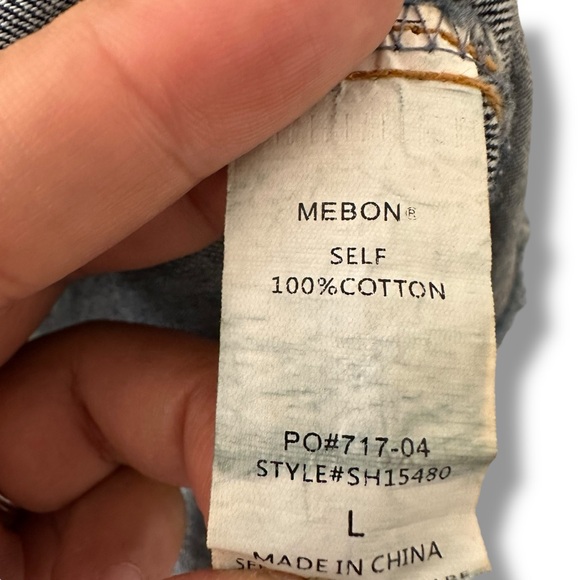 MEBON®
SELF
100%COTTON
PO#717-04
STYLE#SH15480
L
MADE IN CHINA